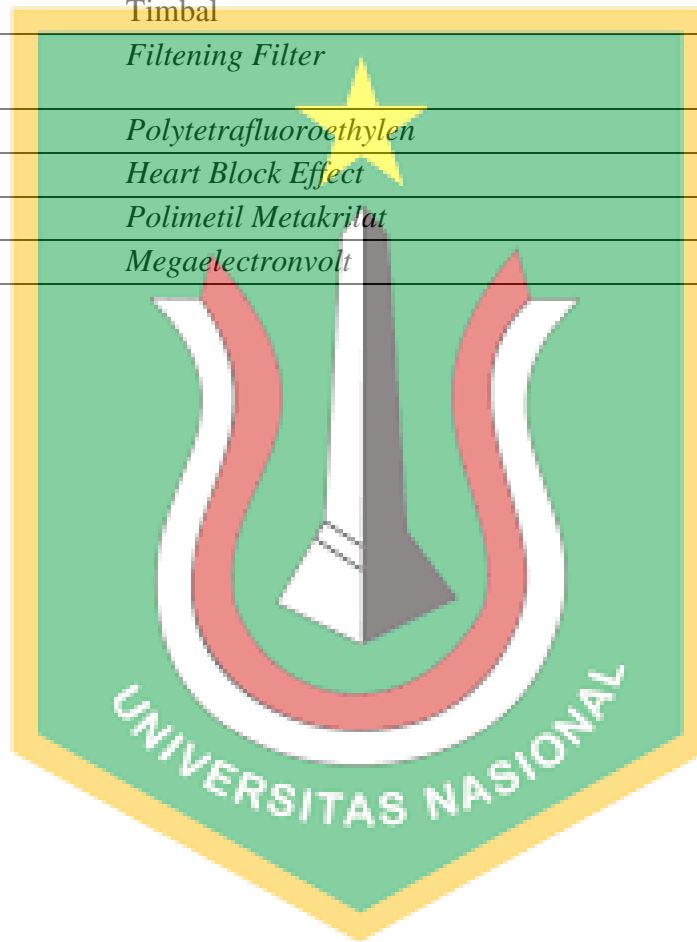 Timbal
Filtening Filter
Polytetrafluoroethylen
Heart Block Effect
Polimetil Metakrilat
Megaelectronvolt
UNIVERSITAS NASIONAL